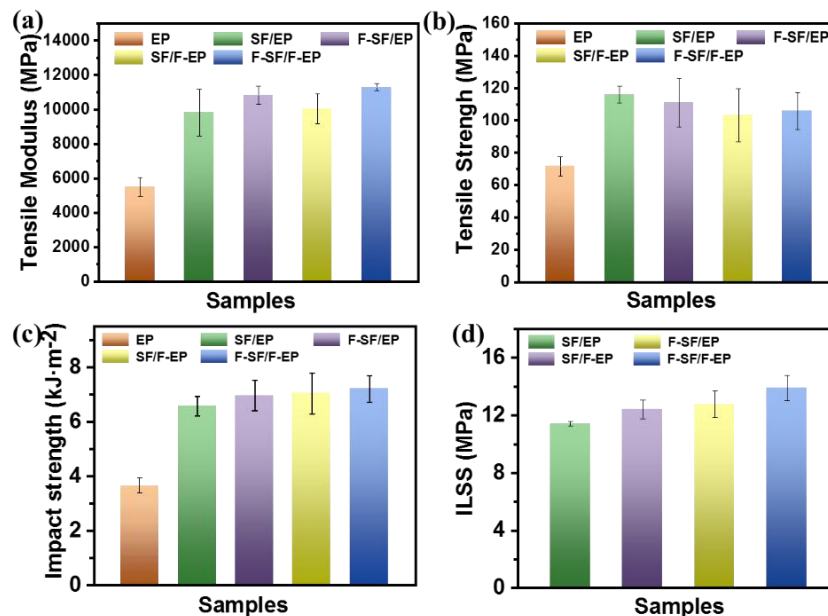 (a)
EP SF/EP F-SF/EP
SF/F-EP F-SF/F-EP
Tensile Modulus (MPa)
14000
12000
10000
8000
6000
4000
2000
0
Samples
(b)
EP SF/EP F-SF/EP
SF/F-EP F-SF/F-EP
Tensile Strengh (MPa)
160
140
120
100
80
60
40
20
0
Samples
(c)
EP SF/EP F-SF/EP
SF/F-EP F-SF/F-EP
Impact strength (kJ·m-2)
8
6
4
2
0
Samples
(d)
SF/EP F-SF/EP
SF/F-EP F-SF/F-EP
ILSS (MPa)
16
12
8
4
0
Samples